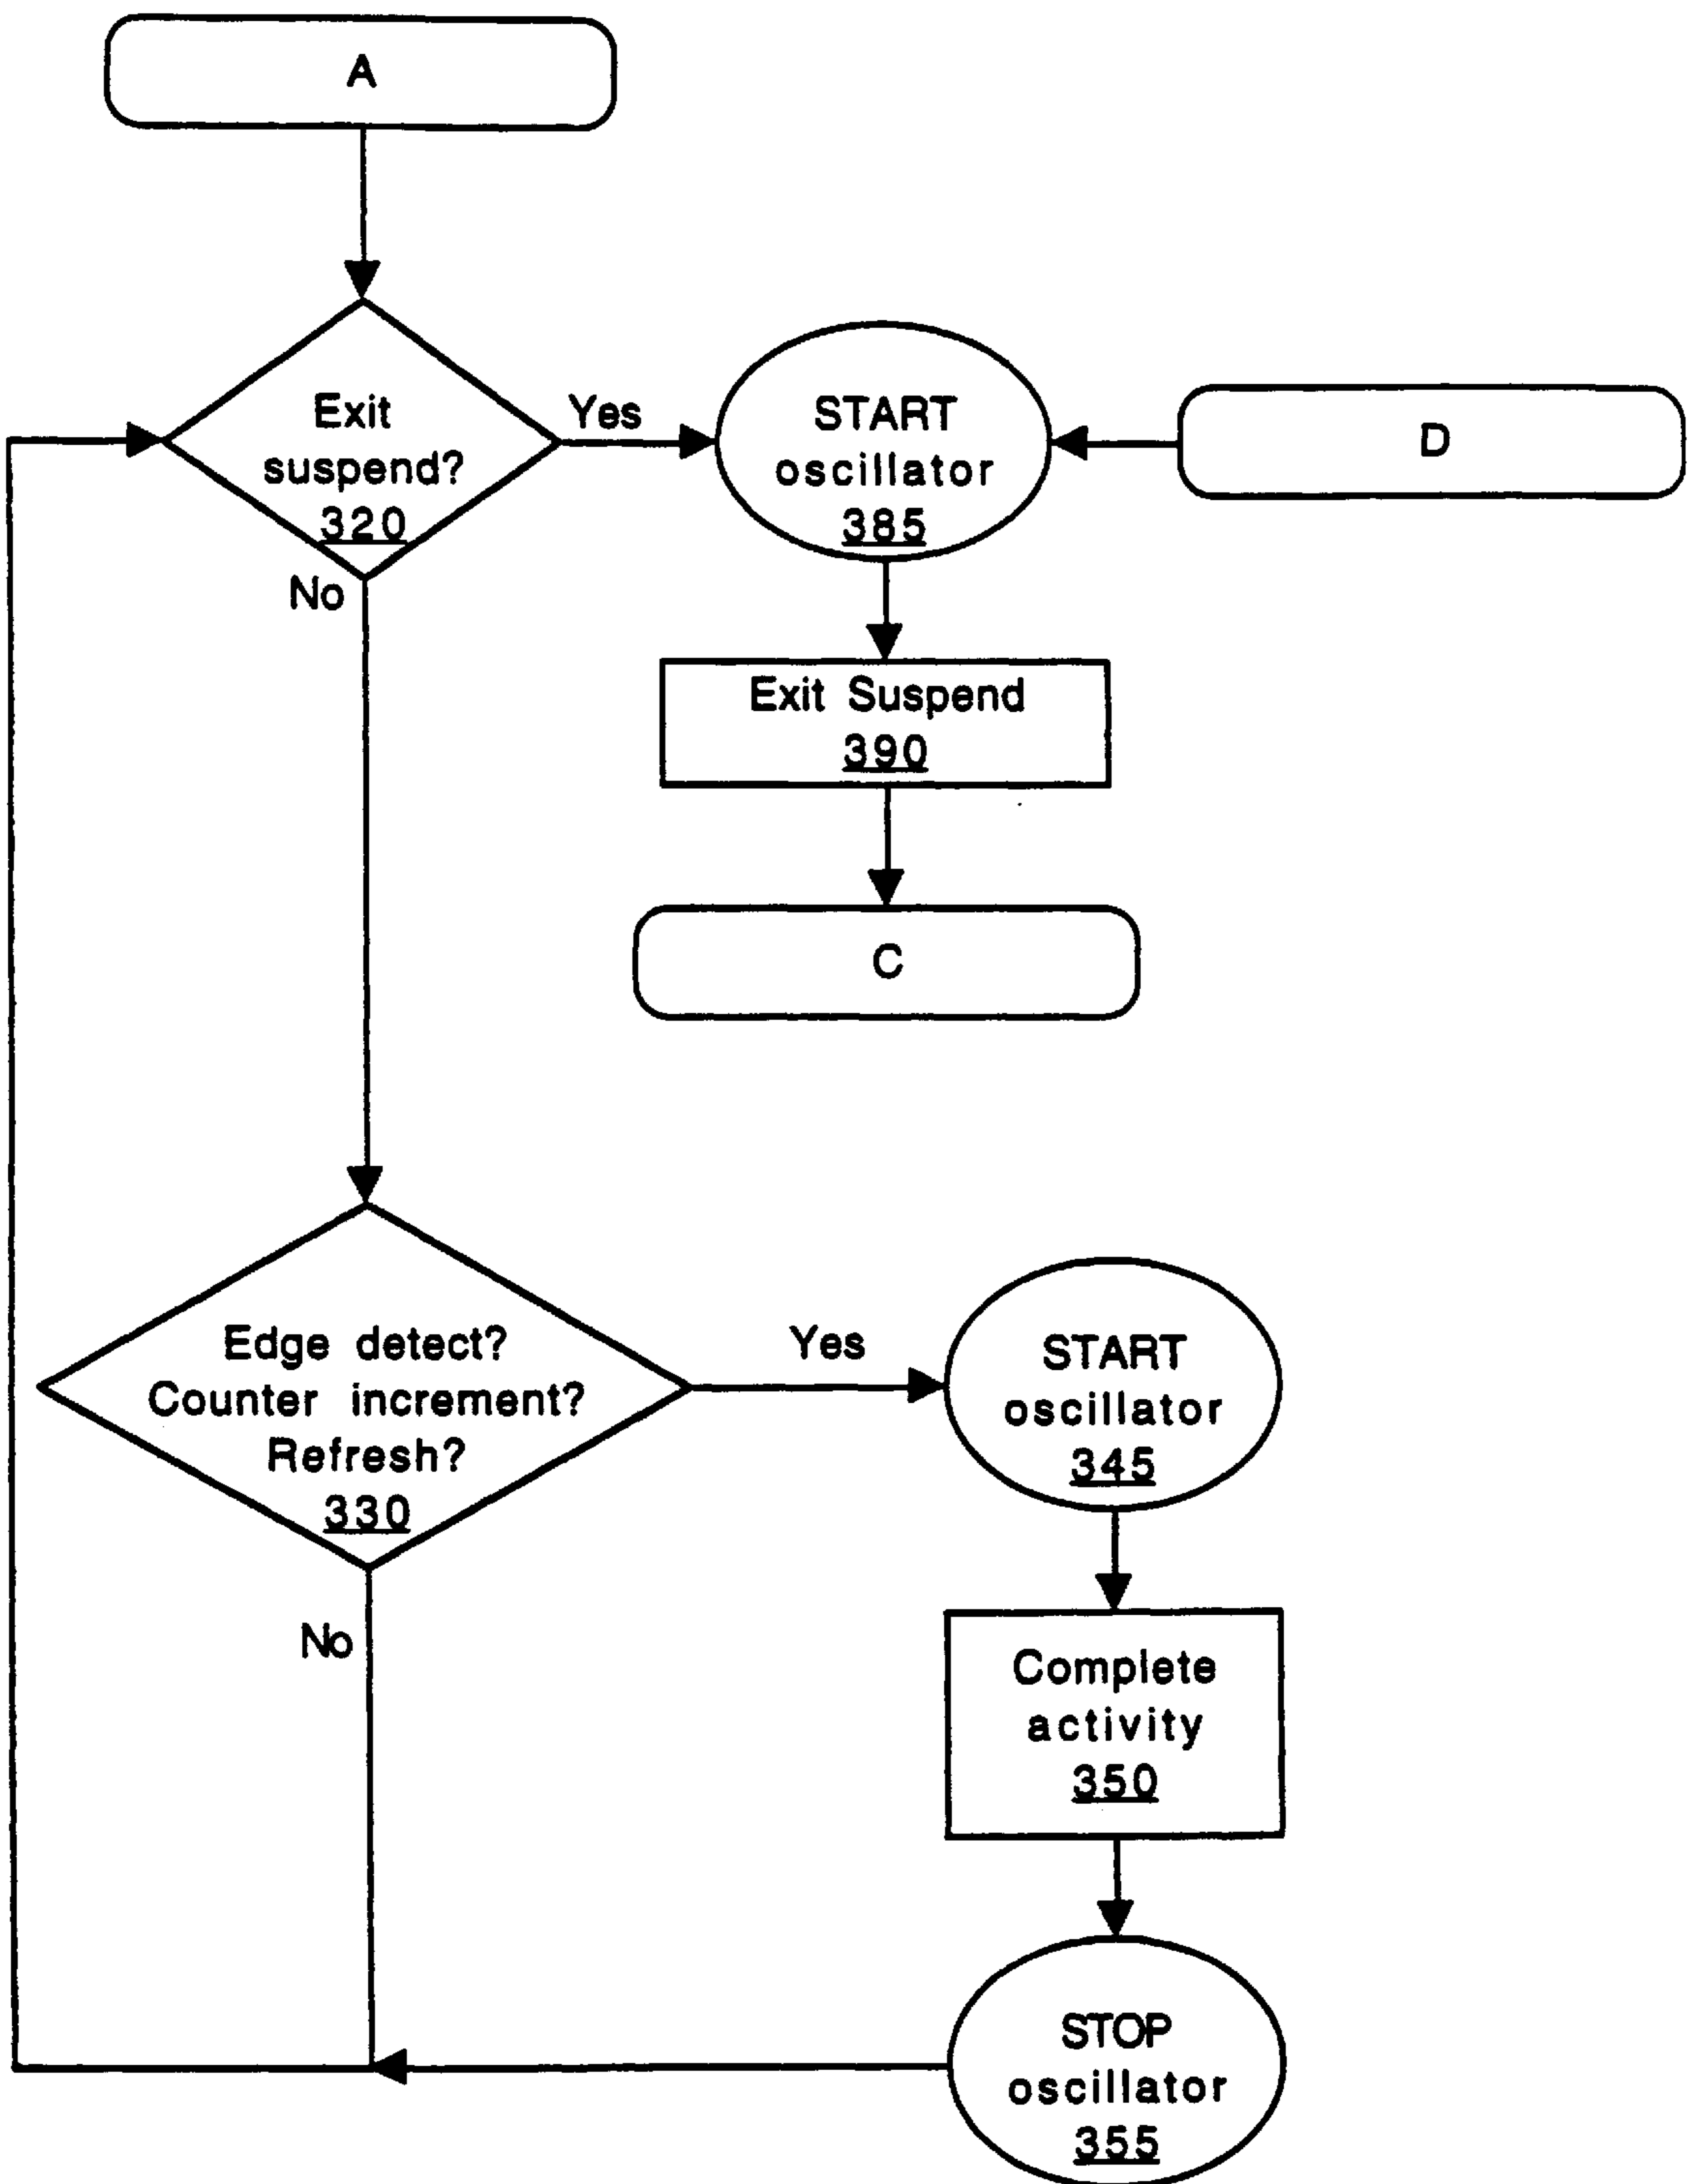 A
Exit
suspend?
320
Yes
No
START
oscillator
385
D
Exit Suspend
390
C
Edge detect?
Counter increment?
Refresh?
330
Yes
No
START
oscillator
345
Complete
activity
350
STOP
oscillator
355